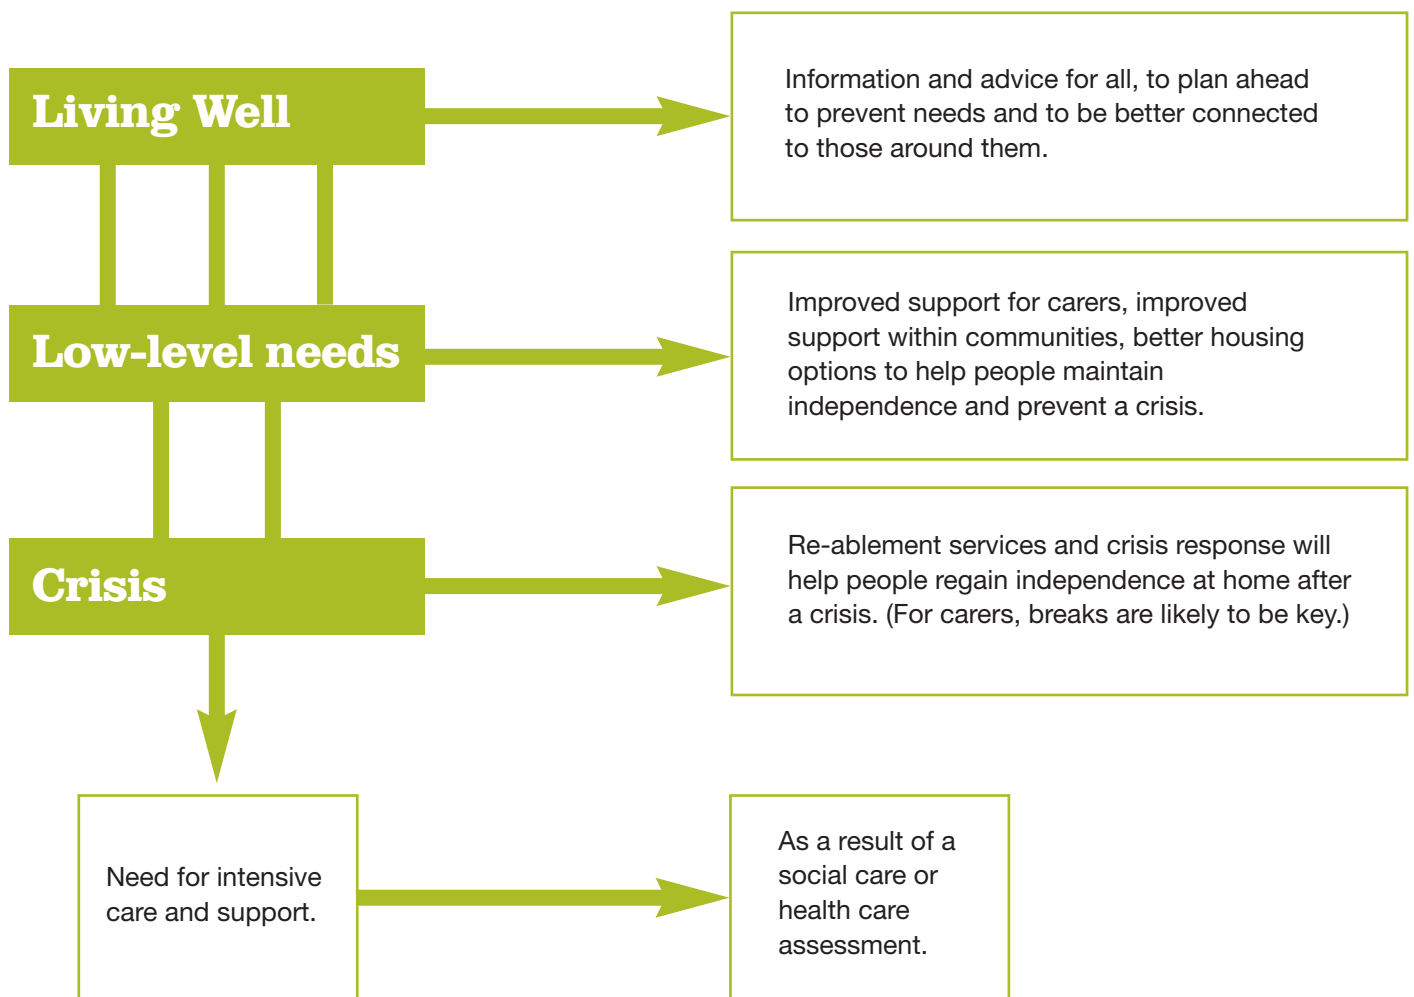 Living Well
Information and advice for all, to plan ahead
to prevent needs and to be better connected
to those around them.
Low-level needs
Improved support for carers, improved
support within communities, better housing
options to help people maintain
independence and prevent a crisis.
Crisis
Re-ablement services and crisis response will
help people regain independence at home after
a crisis. (For carers, breaks are likely to be key.)
Need for intensive
care and support.
As a result of a
social care or
health care
assessment.